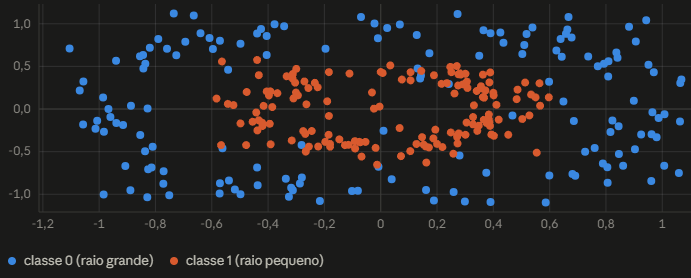 1,0
0,5
0,0
-0,5
-1,0
-1,2 -1 -0,8 -0,6 -0,4 -0,2 0 0,2 0,4 0,6 0,8 1
classe 0 (raio grande) classe 1 (raio pequeno)